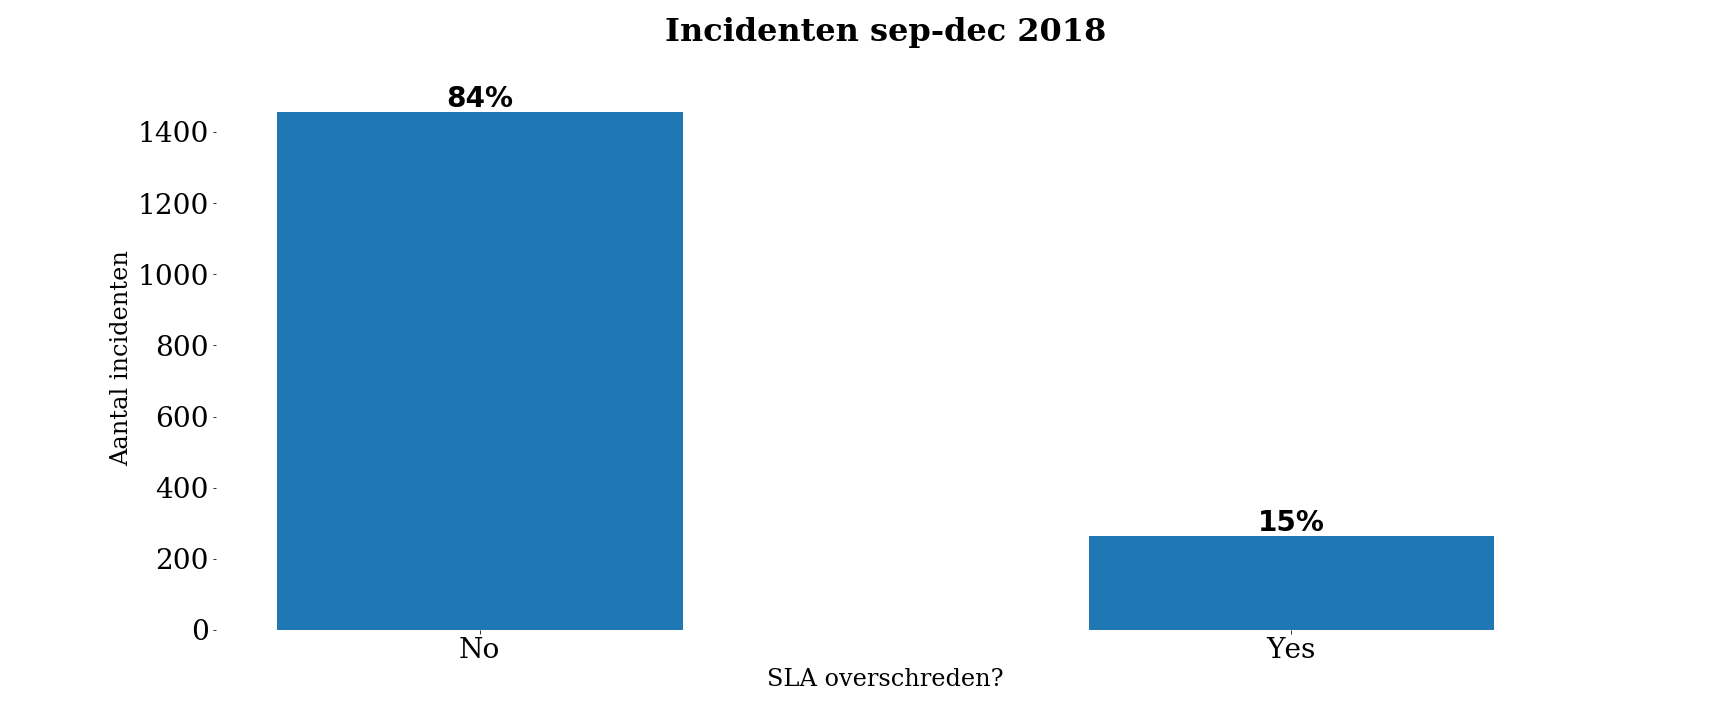 Incidenten sep-dec 2018
84%
1400
1200
1000
800
600
400
200
0
Aantal incidenten
15%
No
Yes
SLA overschreden?